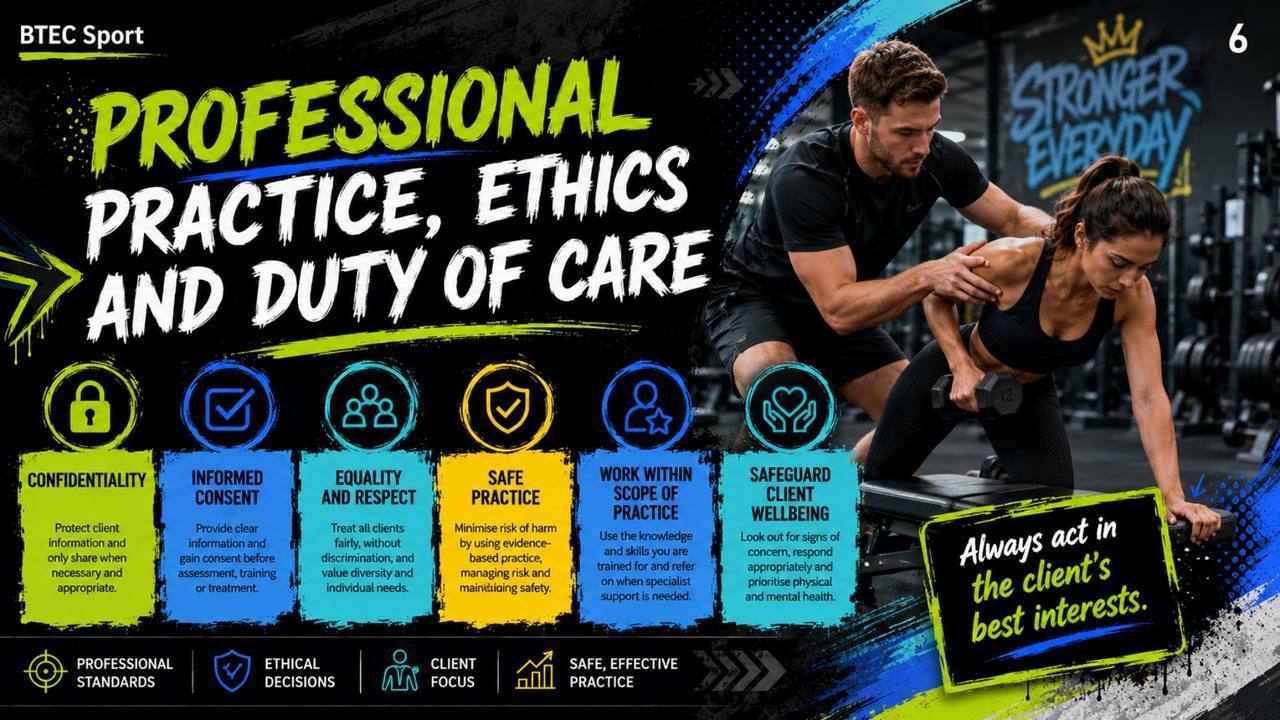 BTEC Sport
6
PROFESSIONAL
PRACTICE, ETHICS
AND DUTY OF CARE
STRONGER
EVERYDAY
12
CONFIDENTIALITY
Protect client
information and
only share when
necessary and
appropriate.
INFORMED
CONSENT
Provide clear
information and
gain consent before
assessment, training
or treatment.
EQUALITY
AND RESPECT
Treat all clients
fairly, without
discrimination, and
value diversity and
individual needs.
SAFE
PRACTICE
Minimise risk of harm
by using evidence-
based practice,
managing risk and
safety.
WORK WITHIN
SCOPE OF
PRACTICE
Use the knowledge
and skills you are
trained for and refer
on when specialist
support is needed.
SAFEGUARD
CLIENT
WELLBEING
Look out for signs of
concern, respond
appropriately and
prioritise physical
and mental health.
Always act in
the client's
best interests.
PROFESSIONAL
STANDARDS
ETHICAL
DECISIONS
CLIENT
FOCUS
SAFE, EFFECTIVE
PRACTICE